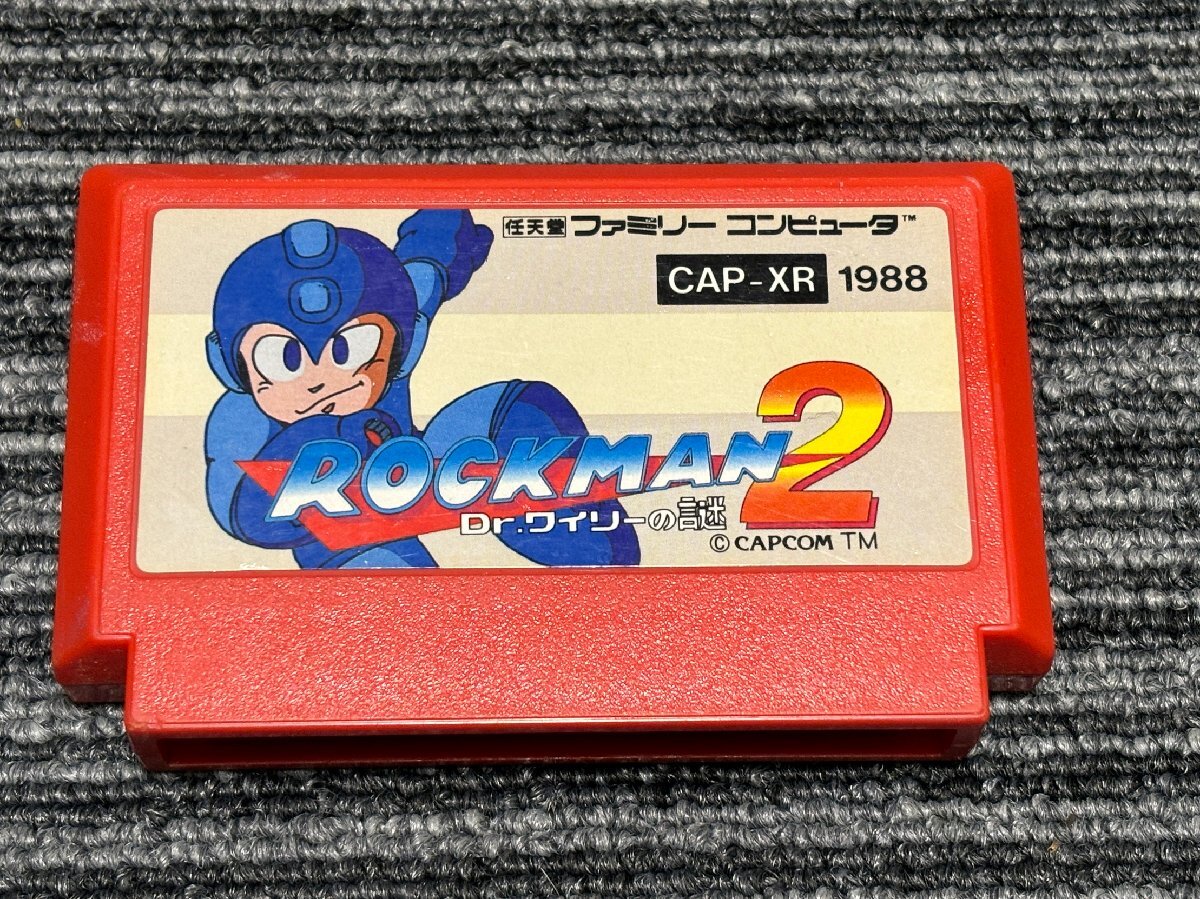 任天堂 ファミリー コンピュータ™
CAP-XR 1988
ROCKMAN 2
Dr.ワイリーの謎
© CAPCOM TM